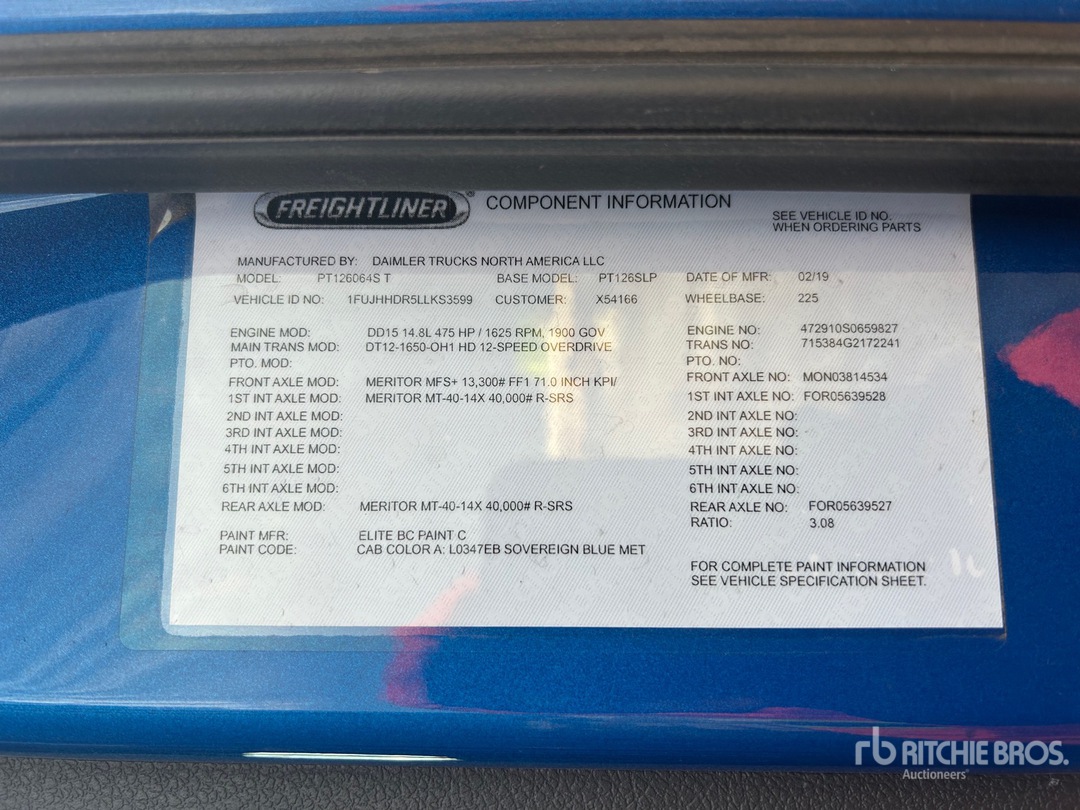 FREIGHTLINER® COMPONENT INFORMATION
SEE VEHICLE ID NO.
WHEN ORDERING PARTS
MANUFACTURED BY: DAIMLER TRUCKS NORTH AMERICA LLC
MODEL: PT126064S T BASE MODEL: PT126SLP DATE OF MFR: 02/19
VEHICLE ID NO: 1FUJHHDR5LLKS3599 CUSTOMER: X54166 WHEELBASE: 225
ENGINE MOD: DD15 14.8L 475 HP / 1625 RPM, 1900 GOV ENGINE NO: 472910S0659827
MAIN TRANS MOD: DT12-1650-OH1 HD 12-SPEED OVERDRIVE TRANS NO: 715384G2172241
PTO. MOD: PTO. NO:
FRONT AXLE MOD: MERITOR MFS+ 13,300# FF1 71.0 INCH KPI/ FRONT AXLE NO: MON03814534
1ST INT AXLE MOD: MERITOR MT-40-14X 40,000# R-SRS 1ST INT AXLE NO: FOR05639528
2ND INT AXLE MOD: 2ND INT AXLE NO:
3RD INT AXLE MOD: 3RD INT AXLE NO:
4TH INT AXLE MOD: 4TH INT AXLE NO:
5TH INT AXLE MOD: 5TH INT AXLE NO:
6TH INT AXLE MOD: 6TH INT AXLE NO:
REAR AXLE MOD: MERITOR MT-40-14X 40,000# R-SRS REAR AXLE NO: FOR05639527
RATIO: 3.08
PAINT MFR: ELITE BC PAINT C
PAINT CODE: CAB COLOR A: L0347EB SOVEREIGN BLUE MET
FOR COMPLETE PAINT INFORMATION
SEE VEHICLE SPECIFICATION SHEET.
rb RITCHIE BROS.
Auctioneers®